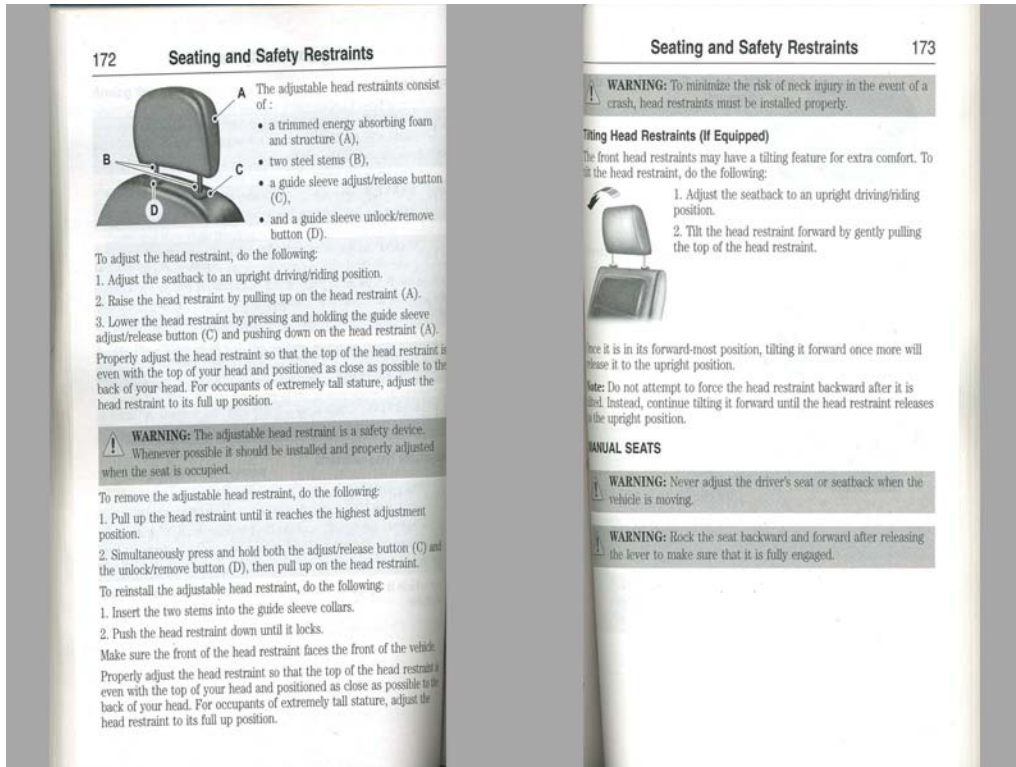 172 Seating and Safety Restraints
A
B
C
D
The adjustable head restraints consist
of :
• a trimmed energy absorbing foam
and structure (A),
• two steel stems (B),
• a guide sleeve adjust/release button
(C),
• and a guide sleeve unlock/remove
button (D).
To adjust the head restraint, do the following:
1. Adjust the seatback to an upright driving/riding position.
2. Raise the head restraint by pulling up on the head restraint (A).
3. Lower the head restraint by pressing and holding the guide sleeve
adjust/release button (C) and pushing down on the head restraint (A).
Properly adjust the head restraint so that the top of the head restraint is
even with the top of your head and positioned as close as possible to the
back of your head. For occupants of extremely tall stature, adjust the
head restraint to its full up position.
WARNING: The adjustable head restraint is a safety device.
Whenever possible it should be installed and properly adjusted
when the seat is occupied.
To remove the adjustable head restraint, do the following:
1. Pull up the head restraint until it reaches the highest adjustment
position.
2. Simultaneously press and hold both the adjust/release button (C) and
the unlock/remove button (D), then pull up on the head restraint.
To reinstall the adjustable head restraint, do the following:
1. Insert the two stems into the guide sleeve collars.
2. Push the head restraint down until it locks.
Make sure the front of the head restraint faces the front of the vehicle.
Properly adjust the head restraint so that the top of the head restraint is
even with the top of your head and positioned as close as possible to the
back of your head. For occupants of extremely tall stature, adjust the
head restraint to its full up position.
Seating and Safety Restraints 173
WARNING: To minimize the risk of neck injury in the event of a
crash, head restraints must be installed properly.
Tilting Head Restraints (If Equipped)
The front head restraints may have a tilting feature for extra comfort. To
tilt the head restraint, do the following:
1. Adjust the seatback to an upright driving/riding
position.
2. Tilt the head restraint forward by gently pulling
the top of the head restraint.
Once it is in its forward-most position, tilting it forward once more will
release it to the upright position.
Note: Do not attempt to force the head restraint backward after it is
tilted. Instead, continue tilting it forward until the head restraint releases
the upright position.
MANUAL SEATS
WARNING: Never adjust the driver's seat or seatback when the
vehicle is moving.
WARNING: Rock the seat backward and forward after releasing
the lever to make sure that it is fully engaged.